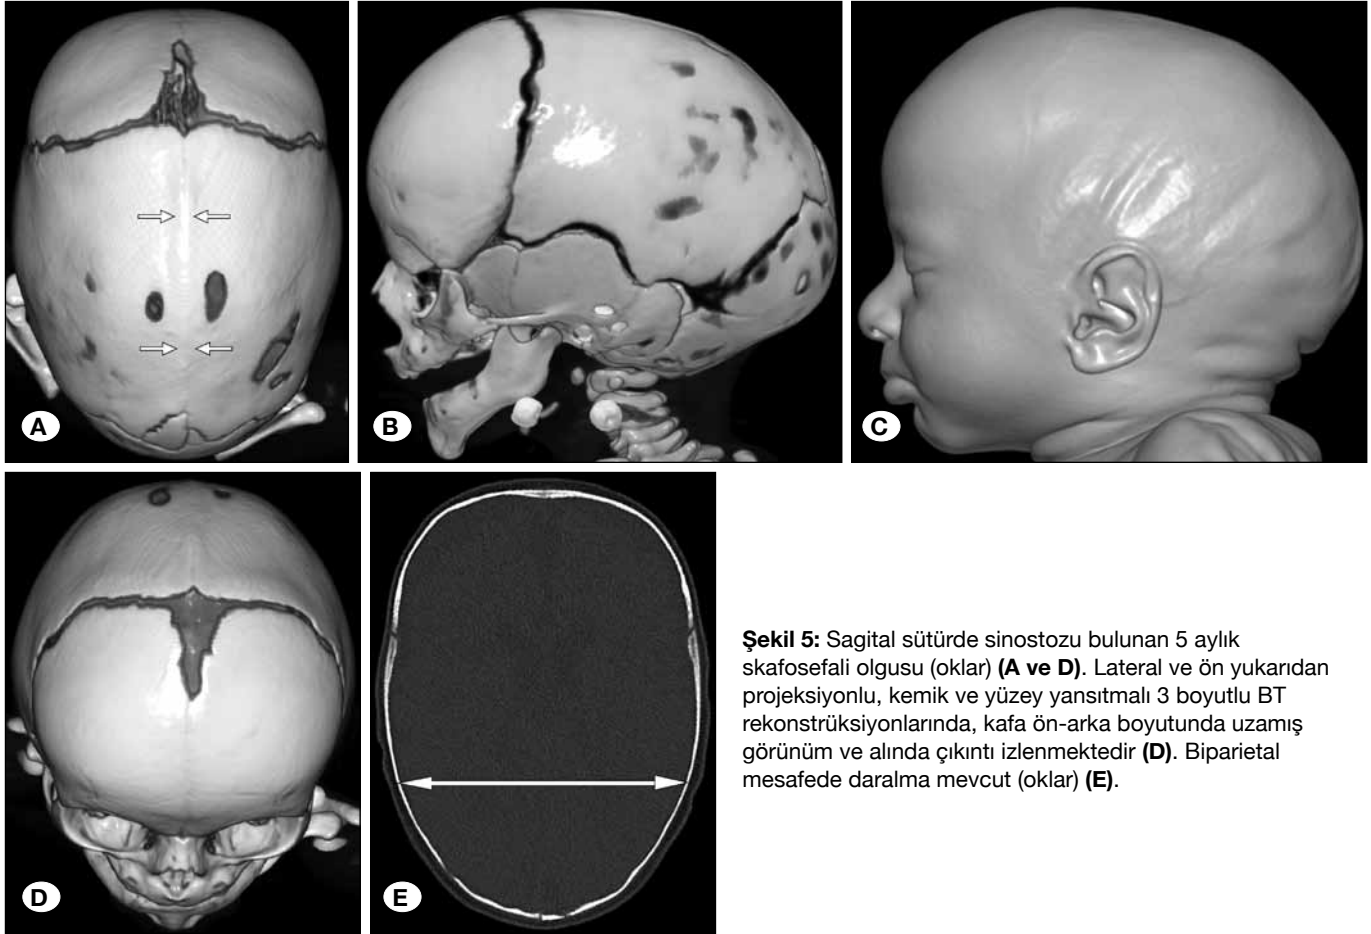 A
B
C
D
E
Şekil 5: Sagital sütürde sinostozu bulunan 5 aylık
skafosefali olgusu (oklar) (A ve D). Lateral ve ön yukarıdan
projeksiyonlu, kemik ve yüzey yansıtmalı 3 boyutlu BT
rekonstrüksiyonlarında, kafa ön-arka boyutunda uzamış
görünüm ve alında çıkıntı izlenmektedir (D). Biparietal
mesafede daralma mevcut (oklar) (E).